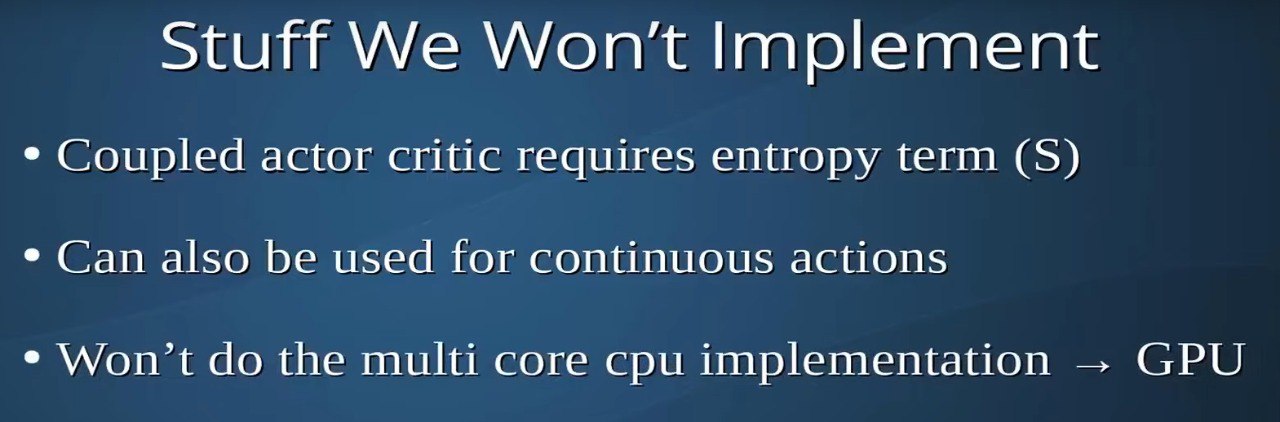 Stuff We Won’t Implement
• Coupled actor critic requires entropy term (S)
• Can also be used for continuous actions
• Won’t do the multi core cpu implementation → GPU